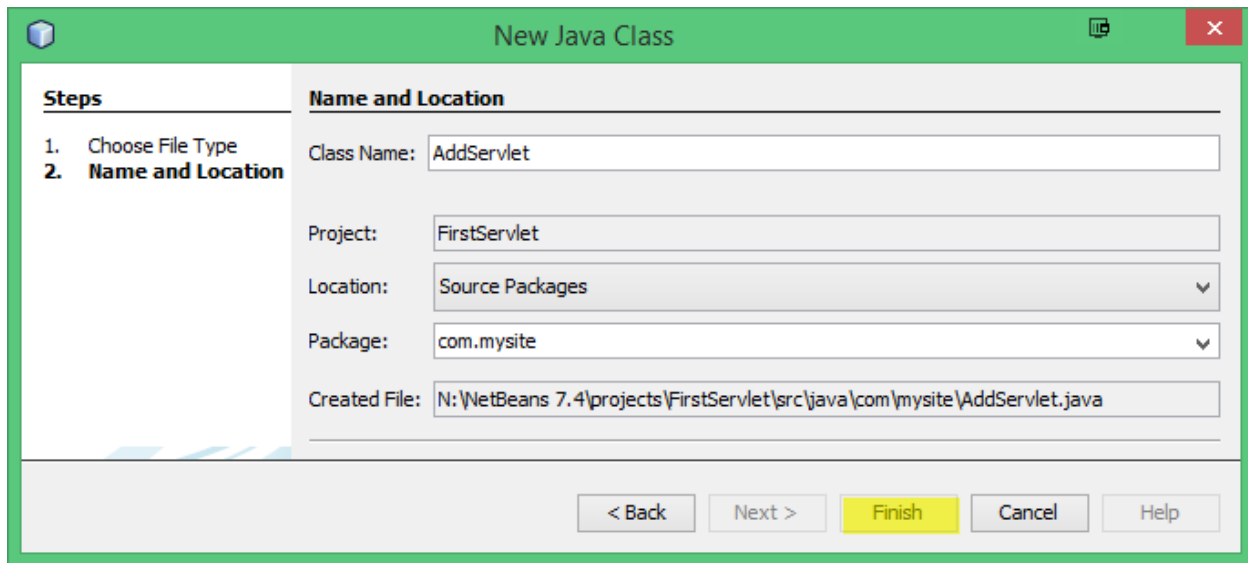 New Java Class
Steps
1. Choose File Type
2. Name and Location
Name and Location
Class Name: AddServlet
Project: FirstServlet
Location: Source Packages
Package: com.mysite
Created File: N:\NetBeans 7.4\projects\FirstServlet\src\java\com\mysite\AddServlet.java
< Back Next > Finish Cancel Help